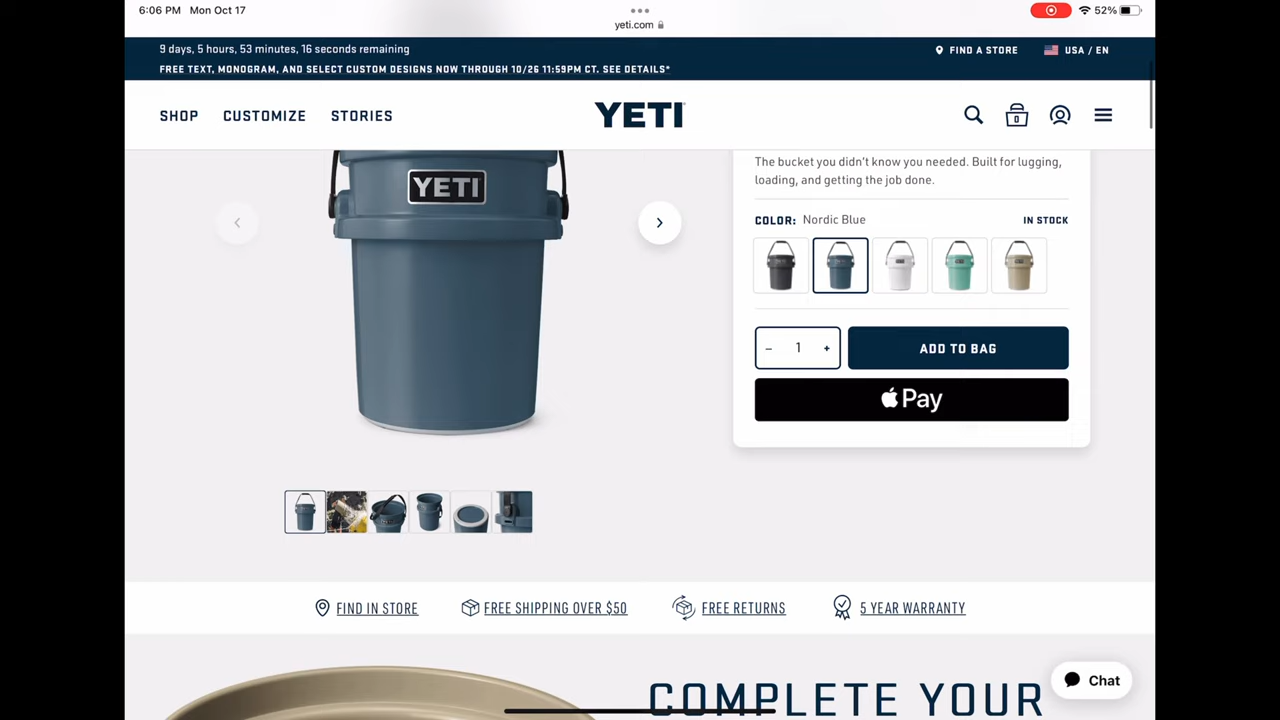 6:06 PM Mon Oct 17
yeti.com
52%
9 days, 5 hours, 53 minutes, 16 seconds remaining
FIND A STORE
USA / EN
FREE TEXT, MONOGRAM, AND SELECT CUSTOM DESIGNS NOW THROUGH 10/26 11:59PM CT. SEE DETAILS*
SHOP CUSTOMIZE STORIES
YETI
0
YETI
The bucket you didn't know you needed. Built for lugging,
loading, and getting the job done.
COLOR: Nordic Blue
IN STOCK
– 1 +
ADD TO BAG
Pay
FIND IN STORE
FREE SHIPPING OVER $50
FREE RETURNS
5 YEAR WARRANTY
Chat
COMPLETE YOUR